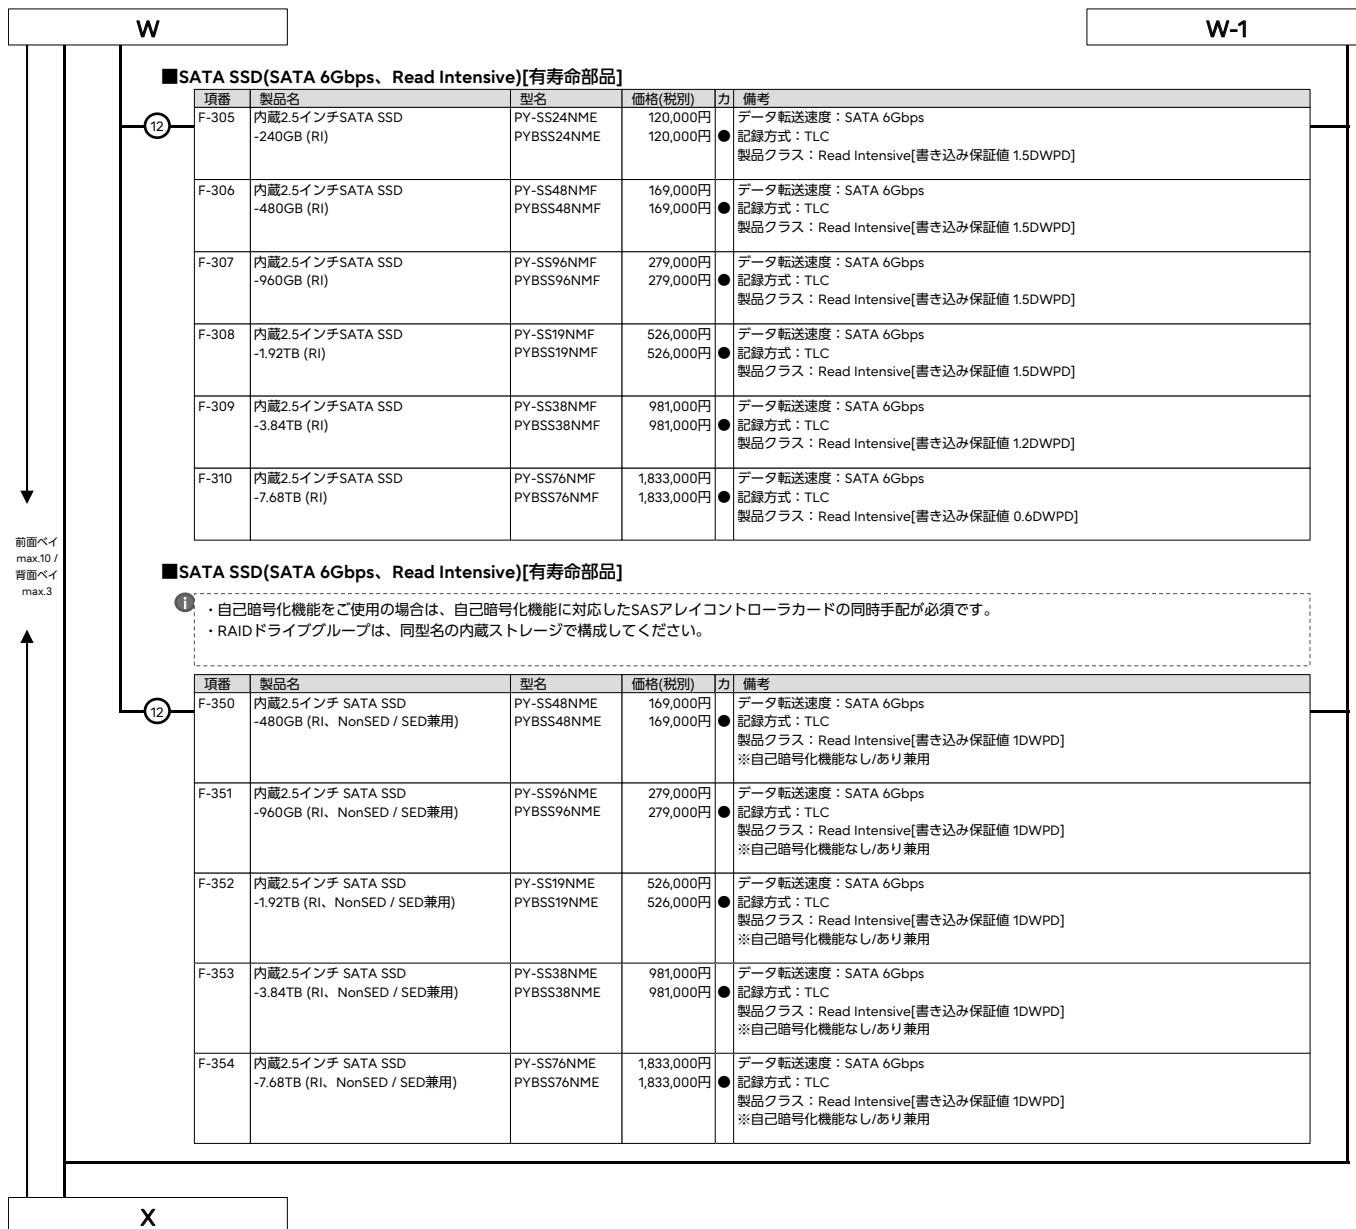 W
W-1
■SATA SSD(SATA 6Gbps、Read Intensive)[有寿命部品]
項番 製品名 型名 価格(税別) カ 備考
12
F-305 内蔵2.5インチSATA SSD PY-SS24NME 120,000円 データ転送速度：SATA 6Gbps
-240GB (RI) PYBSS24NME 120,000円 ● 記録方式：TLC
製品クラス：Read Intensive[書き込み保証値 1.5DWPD]
F-306 内蔵2.5インチSATA SSD PY-SS48NMF 169,000円 データ転送速度：SATA 6Gbps
-480GB (RI) PYBSS48NMF 169,000円 ● 記録方式：TLC
製品クラス：Read Intensive[書き込み保証値 1.5DWPD]
F-307 内蔵2.5インチSATA SSD PY-SS96NMF 279,000円 データ転送速度：SATA 6Gbps
-960GB (RI) PYBSS96NMF 279,000円 ● 記録方式：TLC
製品クラス：Read Intensive[書き込み保証値 1.5DWPD]
F-308 内蔵2.5インチSATA SSD PY-SS19NMF 526,000円 データ転送速度：SATA 6Gbps
-1.92TB (RI) PYBSS19NMF 526,000円 ● 記録方式：TLC
製品クラス：Read Intensive[書き込み保証値 1.5DWPD]
F-309 内蔵2.5インチSATA SSD PY-SS38NMF 981,000円 データ転送速度：SATA 6Gbps
-3.84TB (RI) PYBSS38NMF 981,000円 ● 記録方式：TLC
製品クラス：Read Intensive[書き込み保証値 1.2DWPD]
F-310 内蔵2.5インチSATA SSD PY-SS76NMF 1,833,000円 データ転送速度：SATA 6Gbps
-7.68TB (RI) PYBSS76NMF 1,833,000円 ● 記録方式：TLC
製品クラス：Read Intensive[書き込み保証値 0.6DWPD]
前面ベイ
max.10 /
背面ベイ
max.3
■SATA SSD(SATA 6Gbps、Read Intensive)[有寿命部品]
・自己暗号化機能をご使用の場合は、自己暗号化機能に対応したSASアレイコントローラカードの同時手配が必須です。
・RAIDドライブグループは、同型名の内蔵ストレージで構成してください。
項番 製品名 型名 価格(税別) カ 備考
12
F-350 内蔵2.5インチ SATA SSD PY-SS48NME 169,000円 データ転送速度：SATA 6Gbps
-480GB (RI、NonSED / SED兼用) PYBSS48NME 169,000円 ● 記録方式：TLC
製品クラス：Read Intensive[書き込み保証値 1DWPD]
※自己暗号化機能なし/あり兼用
F-351 内蔵2.5インチ SATA SSD PY-SS96NME 279,000円 データ転送速度：SATA 6Gbps
-960GB (RI、NonSED / SED兼用) PYBSS96NME 279,000円 ● 記録方式：TLC
製品クラス：Read Intensive[書き込み保証値 1DWPD]
※自己暗号化機能なし/あり兼用
F-352 内蔵2.5インチ SATA SSD PY-SS19NME 526,000円 データ転送速度：SATA 6Gbps
-1.92TB (RI、NonSED / SED兼用) PYBSS19NME 526,000円 ● 記録方式：TLC
製品クラス：Read Intensive[書き込み保証値 1DWPD]
※自己暗号化機能なし/あり兼用
F-353 内蔵2.5インチ SATA SSD PY-SS38NME 981,000円 データ転送速度：SATA 6Gbps
-3.84TB (RI、NonSED / SED兼用) PYBSS38NME 981,000円 ● 記録方式：TLC
製品クラス：Read Intensive[書き込み保証値 1DWPD]
※自己暗号化機能なし/あり兼用
F-354 内蔵2.5インチ SATA SSD PY-SS76NME 1,833,000円 データ転送速度：SATA 6Gbps
-7.68TB (RI、NonSED / SED兼用) PYBSS76NME 1,833,000円 ● 記録方式：TLC
製品クラス：Read Intensive[書き込み保証値 1DWPD]
※自己暗号化機能なし/あり兼用
X